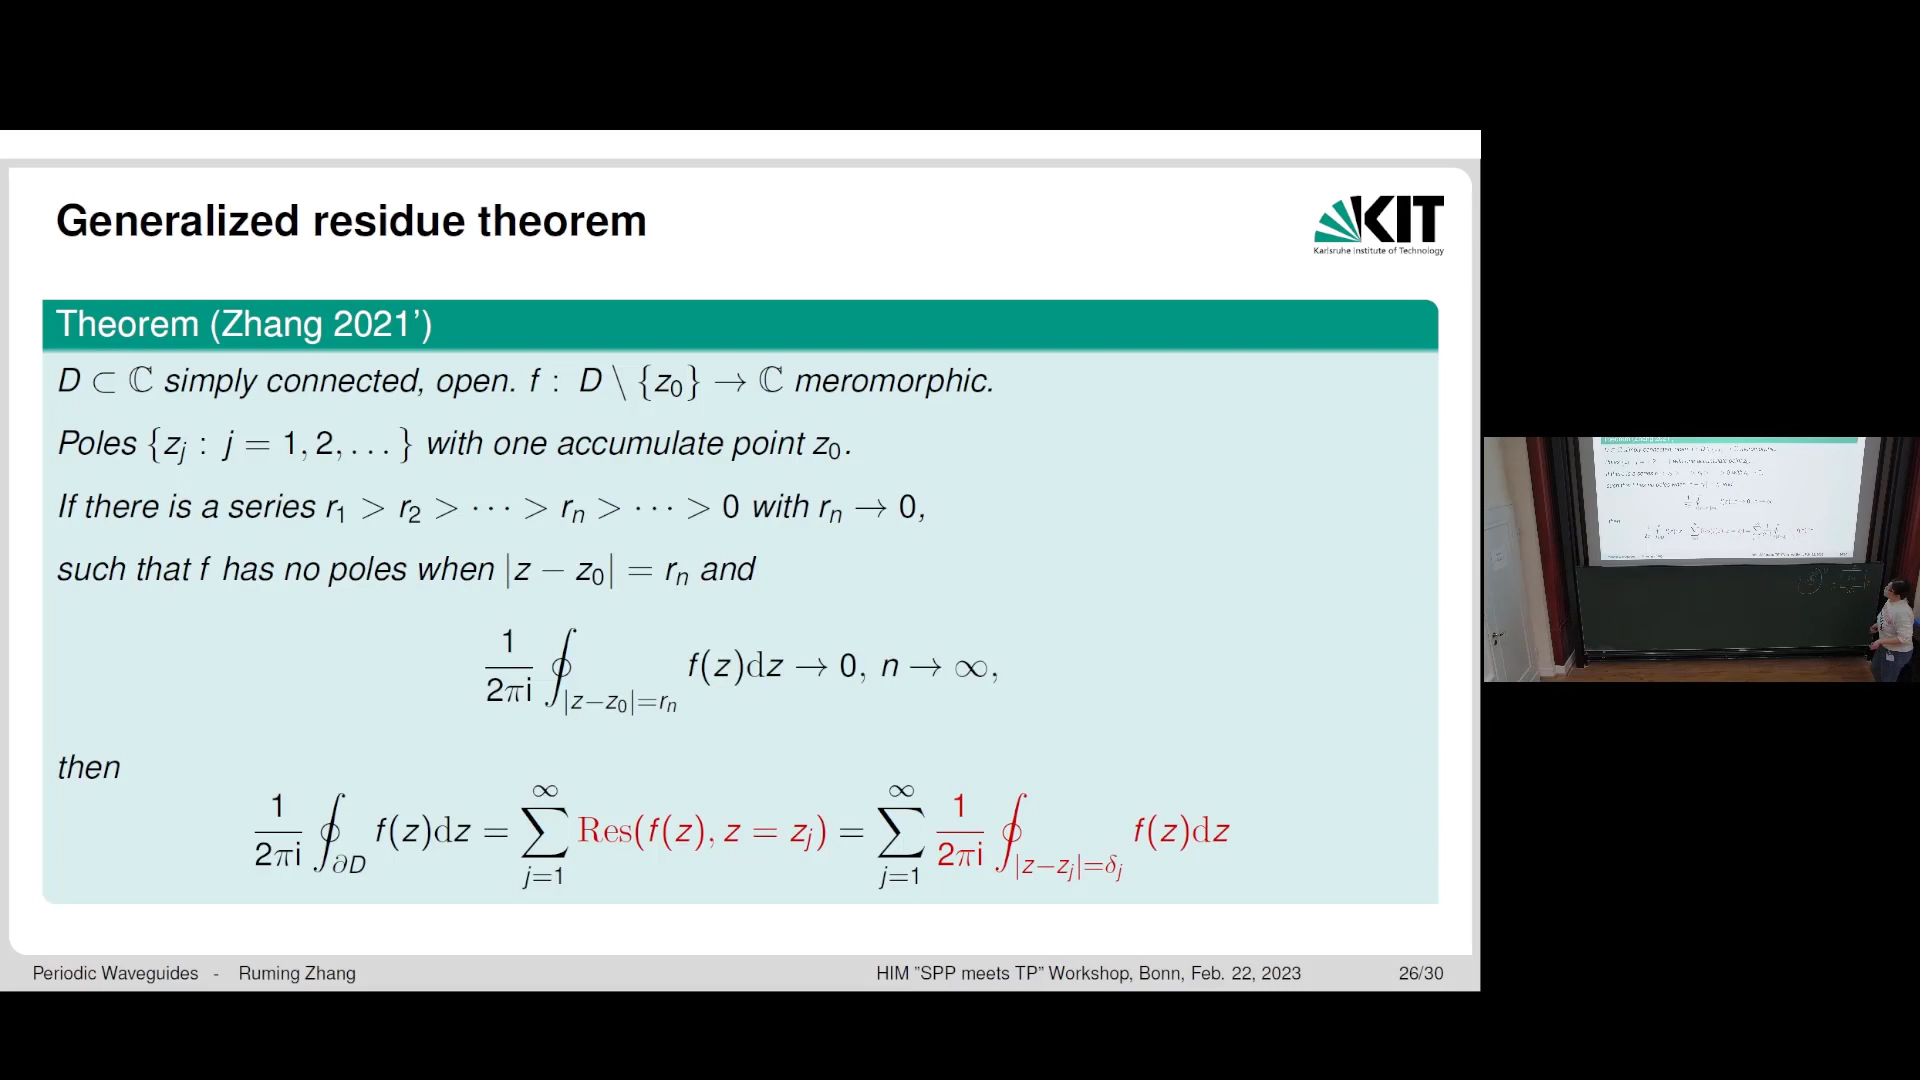 Generalized residue theorem
KIT
Karlsruhe Institute of Technology
Theorem (Zhang 2021')
D ⊂ ℂ simply connected, open. f : D \ {z₀} → ℂ meromorphic.
Poles {zⱼ : j = 1, 2, . . . } with one accumulate point z₀.
If there is a series r₁ > r₂ > ⋯ > rₙ > ⋯ > 0 with rₙ → 0,
such that f has no poles when |z − z₀| = rₙ and
1/2πi ∮_{|z−z₀|=rₙ} f(z)dz → 0, n → ∞,
then
1/2πi ∮_{∂D} f(z)dz = ∑_{j=1}^{∞} Res(f(z), z = zⱼ) = ∑_{j=1}^{∞} 1/2πi ∮_{|z−zⱼ|=δⱼ} f(z)dz
Periodic Waveguides - Ruming Zhang
HIM "SPP meets TP" Workshop, Bonn, Feb. 22, 2023
26/30